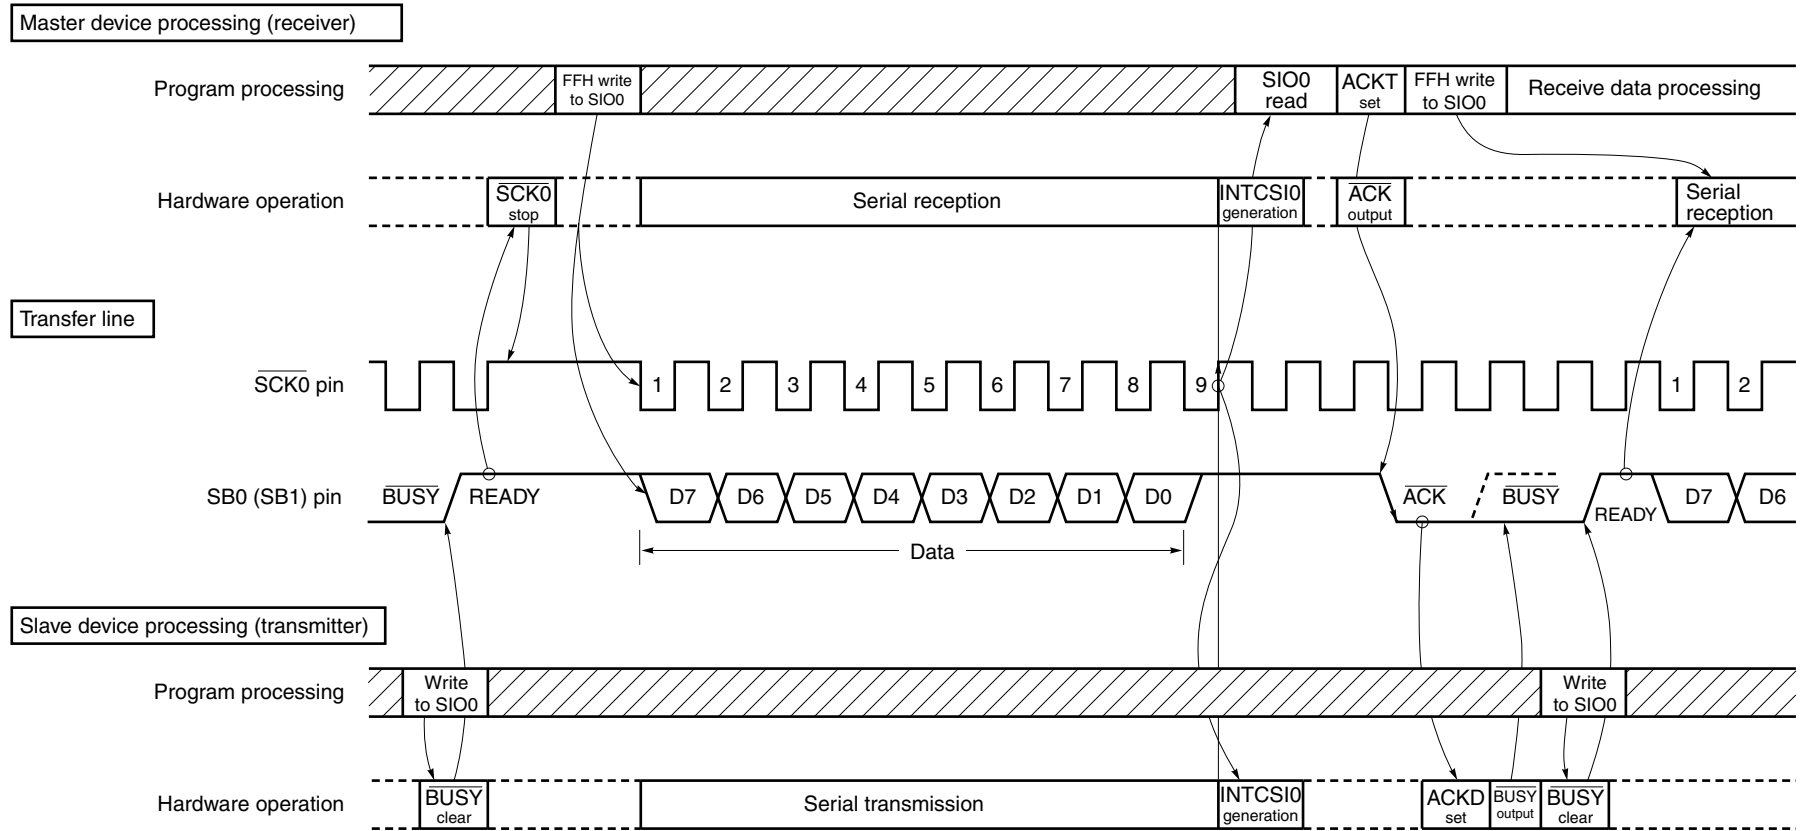 Master device processing (receiver)
Program processing
FFH write
to SIO0
SIO0
read
ACKT
set
FFH write
to SIO0
Receive data processing
Hardware operation
SCK0
stop
Serial reception
INTCSI0
generation
ACK
output
Serial
reception
Transfer line
SCK0 pin
1 2 3 4 5 6 7 8 9 1 2
SB0 (SB1) pin
BUSY READY D7 D6 D5 D4 D3 D2 D1 D0 ACK BUSY READY D7 D6
Data
Slave device processing (transmitter)
Program processing
Write
to SIO0
Write
to SIO0
Hardware operation
BUSY
clear
Serial transmission
INTCSI0
generation
ACKD
set
BUSY
output
BUSY
clear